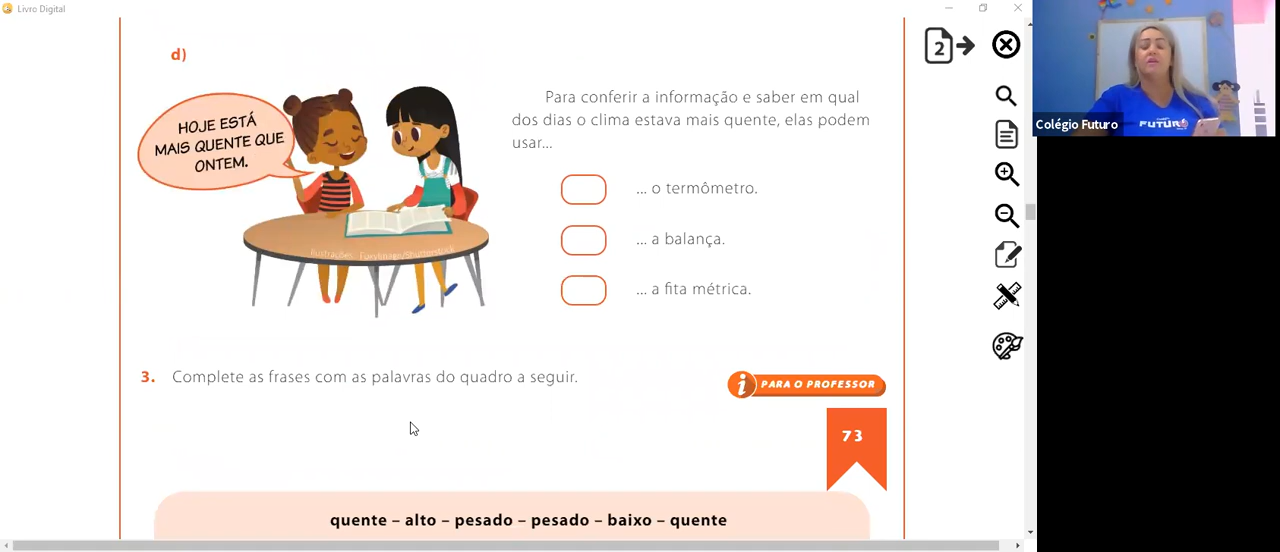 Livro Digital
d)
HOJE ESTÁ
MAIS QUENTE QUE
ONTEM.
Para conferir a informação e saber em qual
dos dias o clima estava mais quente, elas podem
usar...
... o termômetro.
... a balança.
... a fita métrica.
3. Complete as frases com as palavras do quadro a seguir.
i PARA O PROFESSOR
73
quente – alto – pesado – pesado – baixo – quente
2
Colégio Futuro
FUTURO